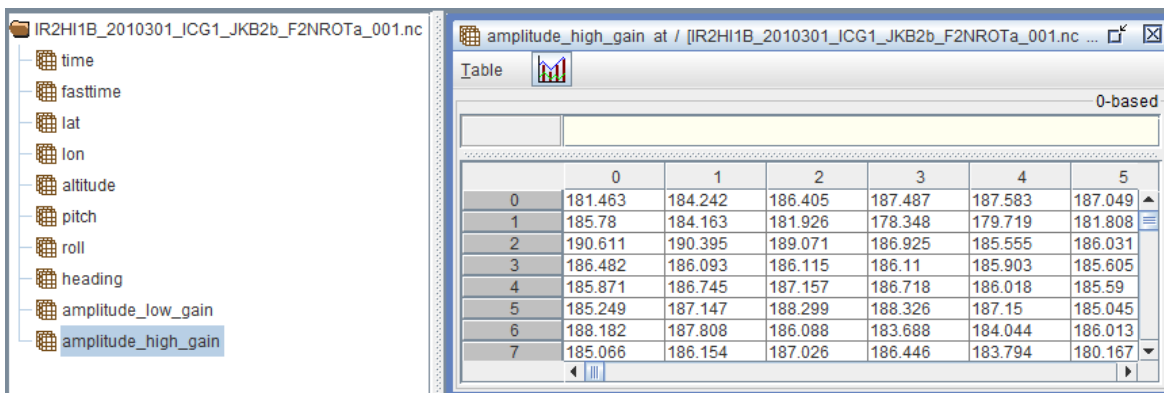 IR2HI1B_2010301_ICG1_JKB2b_F2NROTa_001.nc
time
fasttime
lat
lon
altitude
pitch
roll
heading
amplitude_low_gain
amplitude_high_gain
amplitude_high_gain at / [IR2HI1B_2010301_ICG1_JKB2b_F2NROTa_001.nc ...
Table
0-based
0 1 2 3 4 5
0 181.463 184.242 186.405 187.487 187.583 187.049
1 185.78 184.163 181.926 178.348 179.719 181.808
2 190.611 190.395 189.071 186.925 185.555 186.031
3 186.482 186.093 186.115 186.11 185.903 185.605
4 185.871 186.745 187.157 186.718 186.018 185.59
5 185.249 187.147 188.299 188.326 187.15 185.045
6 188.182 187.808 186.088 183.688 184.044 186.013
7 185.066 186.154 187.026 186.446 183.794 180.167